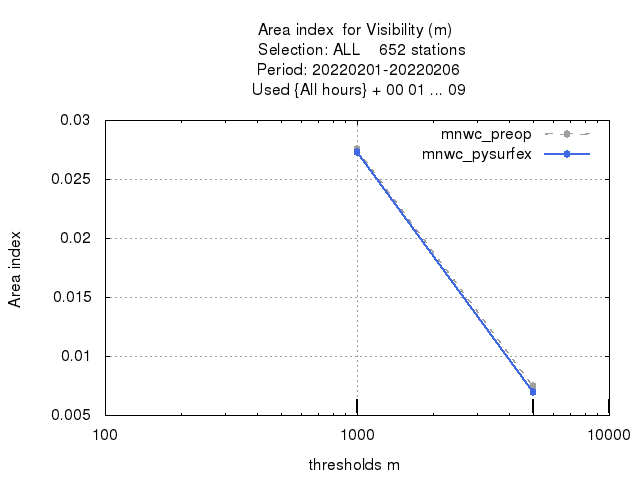 Area index  for Visibility (m)
Selection: ALL    652 stations
Period: 20220201-20220206
Used {All hours} + 00 01 ... 09
0.03
0.025
0.02
0.015
0.01
0.005
Area index
mnwc_preop
mnwc_pysurfex
100
1000
10000
thresholds m